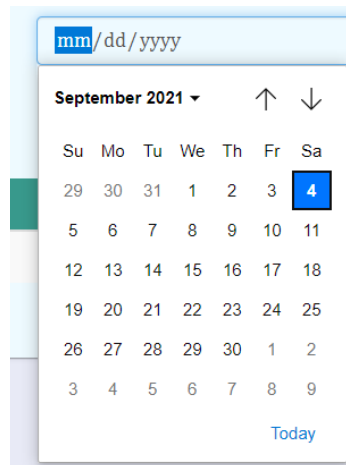 mm/dd/yyyy
September 2021
Su Mo Tu We Th Fr Sa
29 30 31 1 2 3 4
5 6 7 8 9 10 11
12 13 14 15 16 17 18
19 20 21 22 23 24 25
26 27 28 29 30 1 2
3 4 5 6 7 8 9
Today